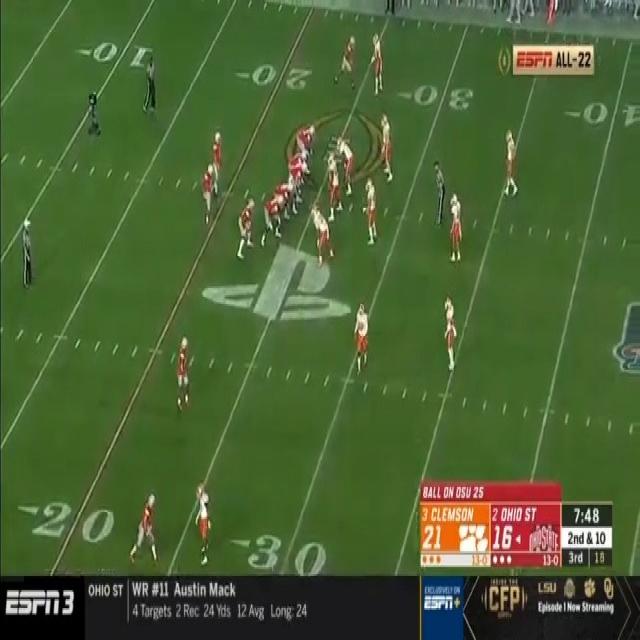 ESPN ALL-22
10
20
30
40
BALL ON OSU 25
3 CLEMSON 2 OHIO ST 7:48
21 16 2nd & 10
13-0 13-0 3rd 18
20
30
ESPN3 OHIO ST WR #11 Austin Mack
4 Targets 2 Rec 24 Yds 12 Avg Long: 24
EXCLUSIVELY ON
ESPN+
INSIDE THE
CFP
LSU
Episode 1 Now Streaming